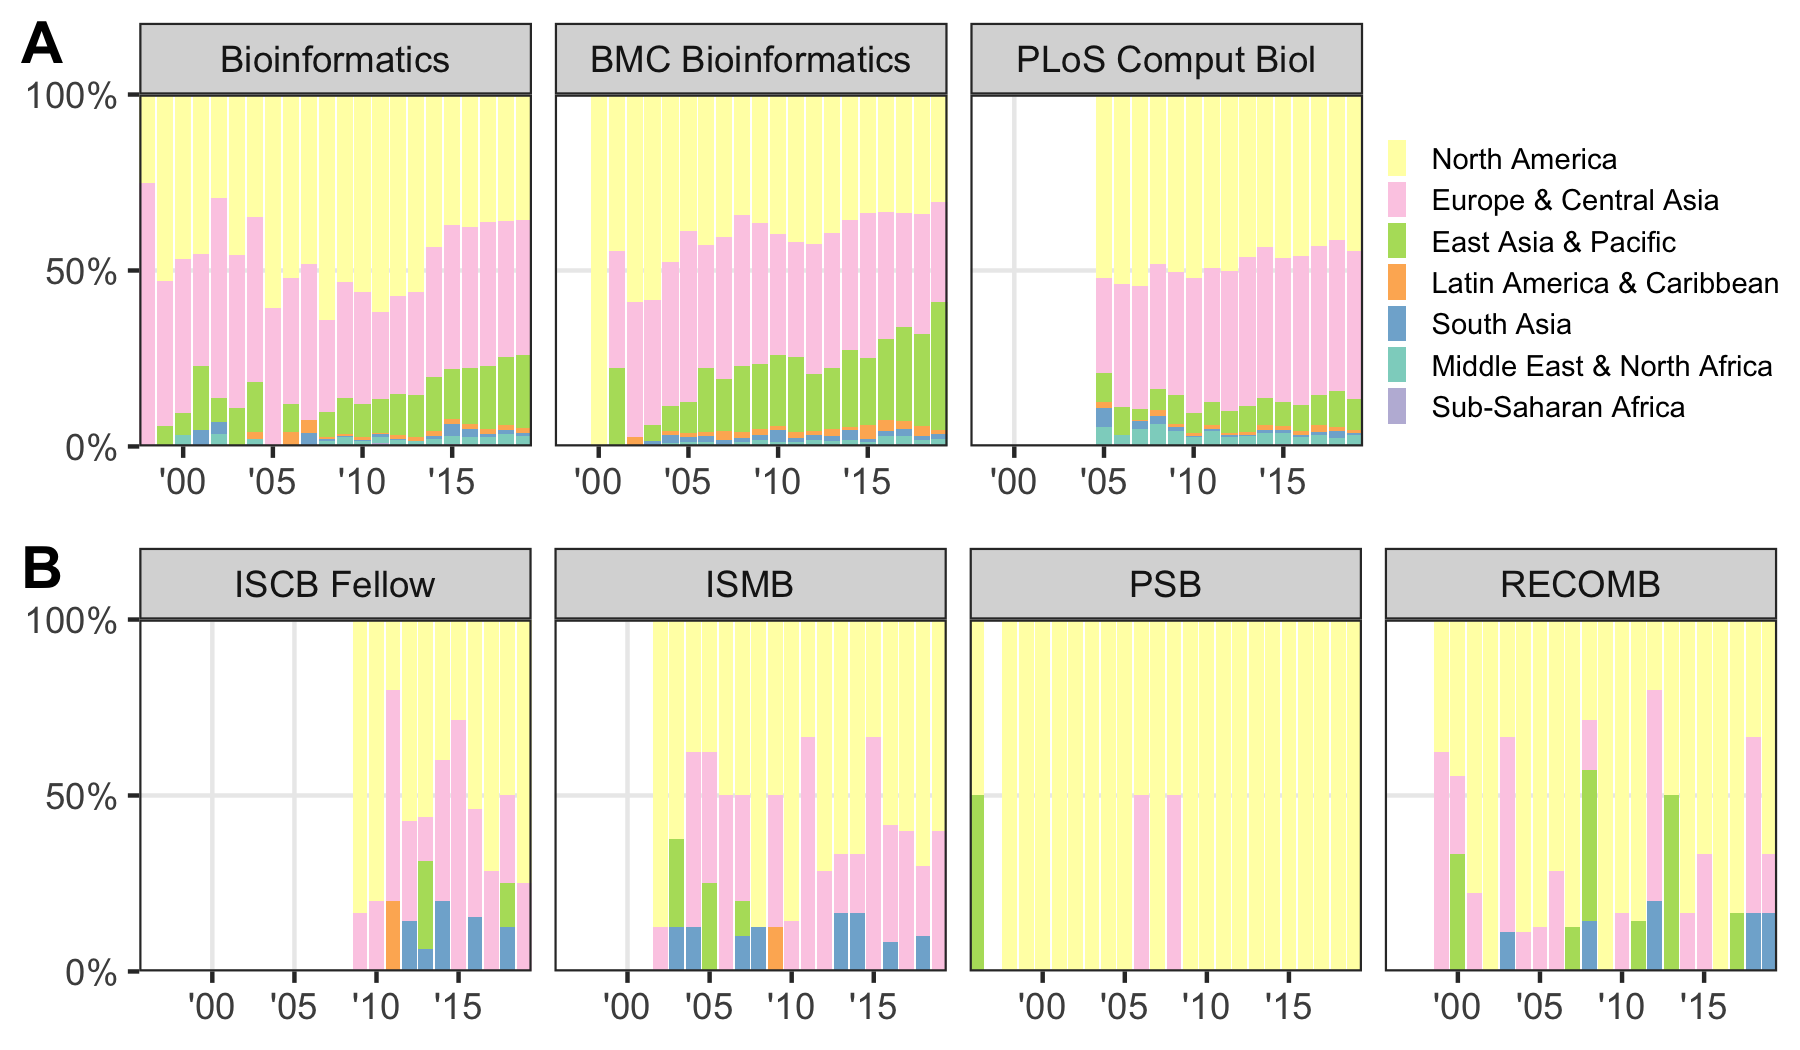 A
Bioinformatics
BMC Bioinformatics
PLoS Comput Biol
100%
50%
0%
'00 '05 '10 '15
'00 '05 '10 '15
'00 '05 '10 '15
North America
Europe & Central Asia
East Asia & Pacific
Latin America & Caribbean
South Asia
Middle East & North Africa
Sub-Saharan Africa
B
ISCB Fellow
ISMB
PSB
RECOMB
100%
50%
0%
'00 '05 '10 '15
'00 '05 '10 '15
'00 '05 '10 '15
'00 '05 '10 '15